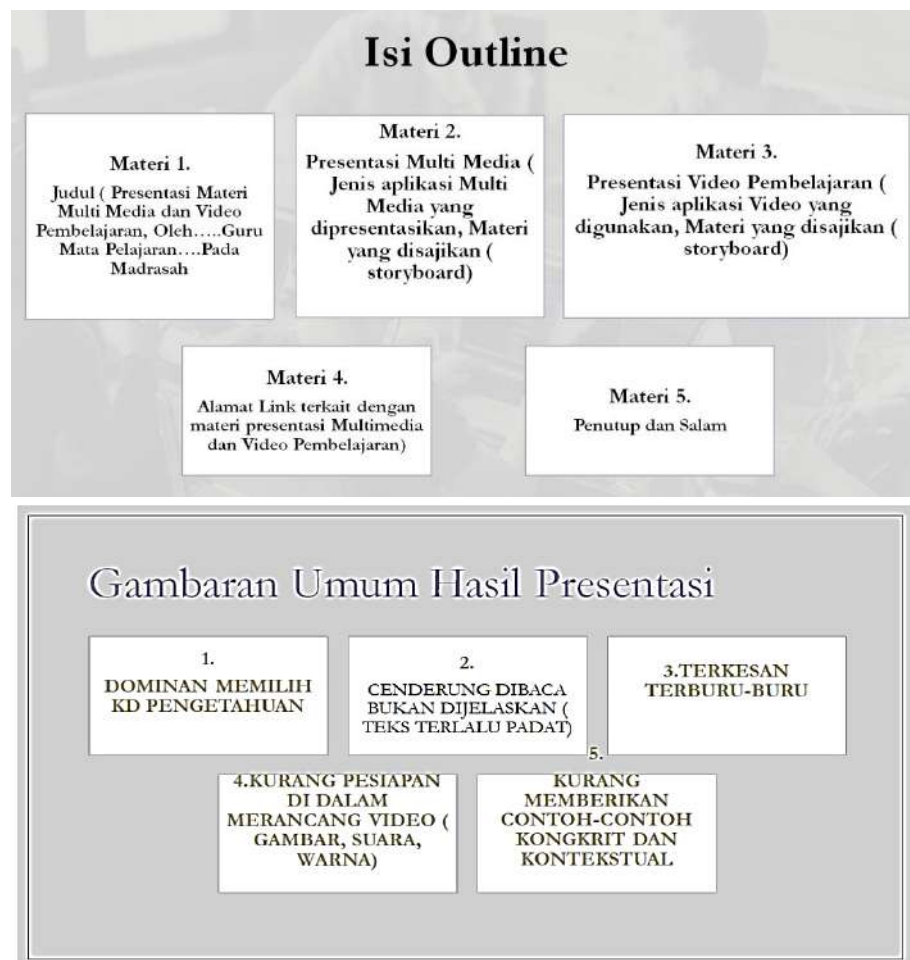 Isi Outline
Materi 1.
Judul ( Presentasi Materi
Multi Media dan Video
Pembelajaran, Oleh…..Guru
Mata Pelajaran….Pada
Madrasah
Materi 2.
Presentasi Multi Media (
Jenis aplikasi Multi
Media yang
dipresentasikan, Materi
yang disajikan (
storyboard)
Materi 3.
Presentasi Video Pembelajaran (
Jenis aplikasi Video yang
digunakan, Materi yang disajikan (
storyboard)
Materi 4.
Alamat Link terkait dengan
materi presentasi Multimedia
dan Video Pembelajaran)
Materi 5.
Penutup dan Salam
Gambaran Umum Hasil Presentasi
1.
DOMINAN MEMILIH
KD PENGETAHUAN
2.
CENDERUNG DIBACA
BUKAN DIJELASKAN (
TEKS TERLALU PADAT)
3.TERKESAN
TERBURU-BURU
4.KURANG PESIAPAN
DI DALAM
MERANCANG VIDEO (
GAMBAR, SUARA,
WARNA)
5.
KURANG
MEMBERIKAN
CONTOH-CONTOH
KONGKRIT DAN
KONTEKSTUAL